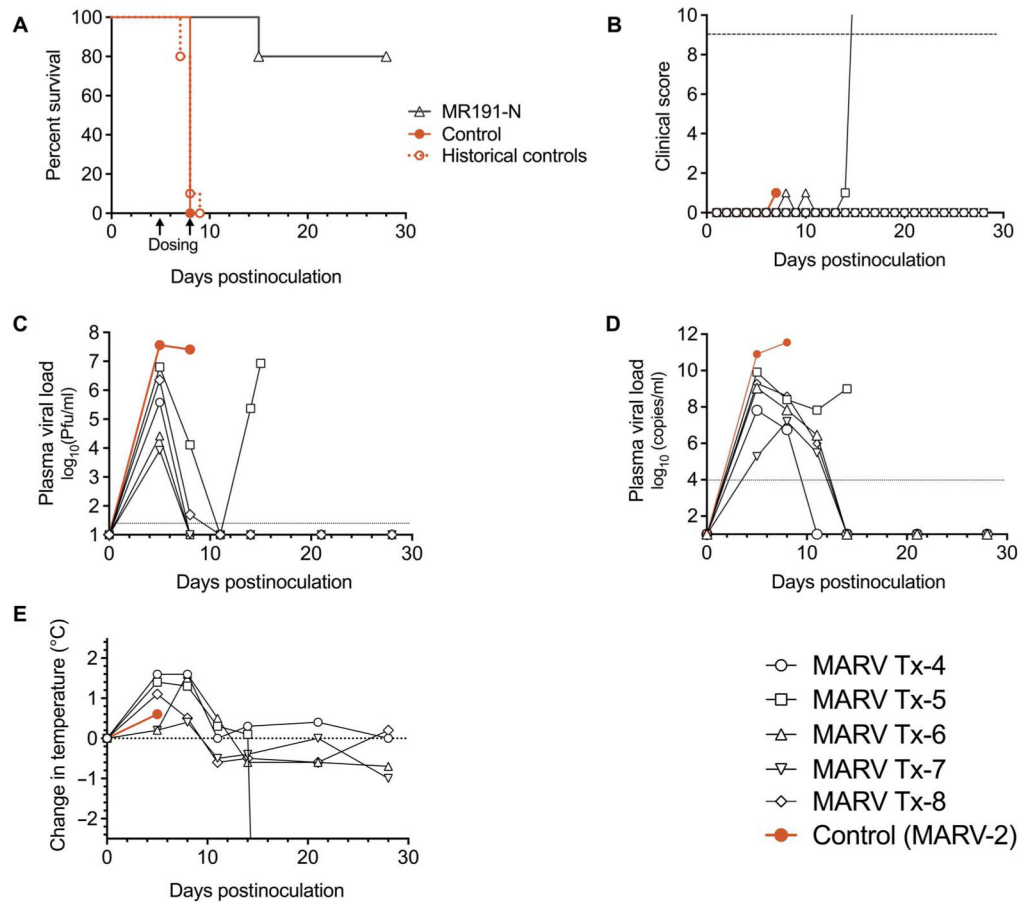 A
Percent survival
100
80
60
40
20
0
0
10
20
30
Dosing
Days postinoculation
MR191-N
Control
Historical controls
B
Clinical score
10
8
6
4
2
0
0
10
20
30
Days postinoculation
C
Plasma viral load
log10(Pfu/ml)
8
7
6
5
4
3
2
1
0
10
20
30
Days postinoculation
D
Plasma viral load
log10 (copies/ml)
12
10
8
6
4
2
0
10
20
30
Days postinoculation
E
Change in temperature (°C)
2
1
0
−1
−2
0
10
20
30
Days postinoculation
MARV Tx-4
MARV Tx-5
MARV Tx-6
MARV Tx-7
MARV Tx-8
Control (MARV-2)